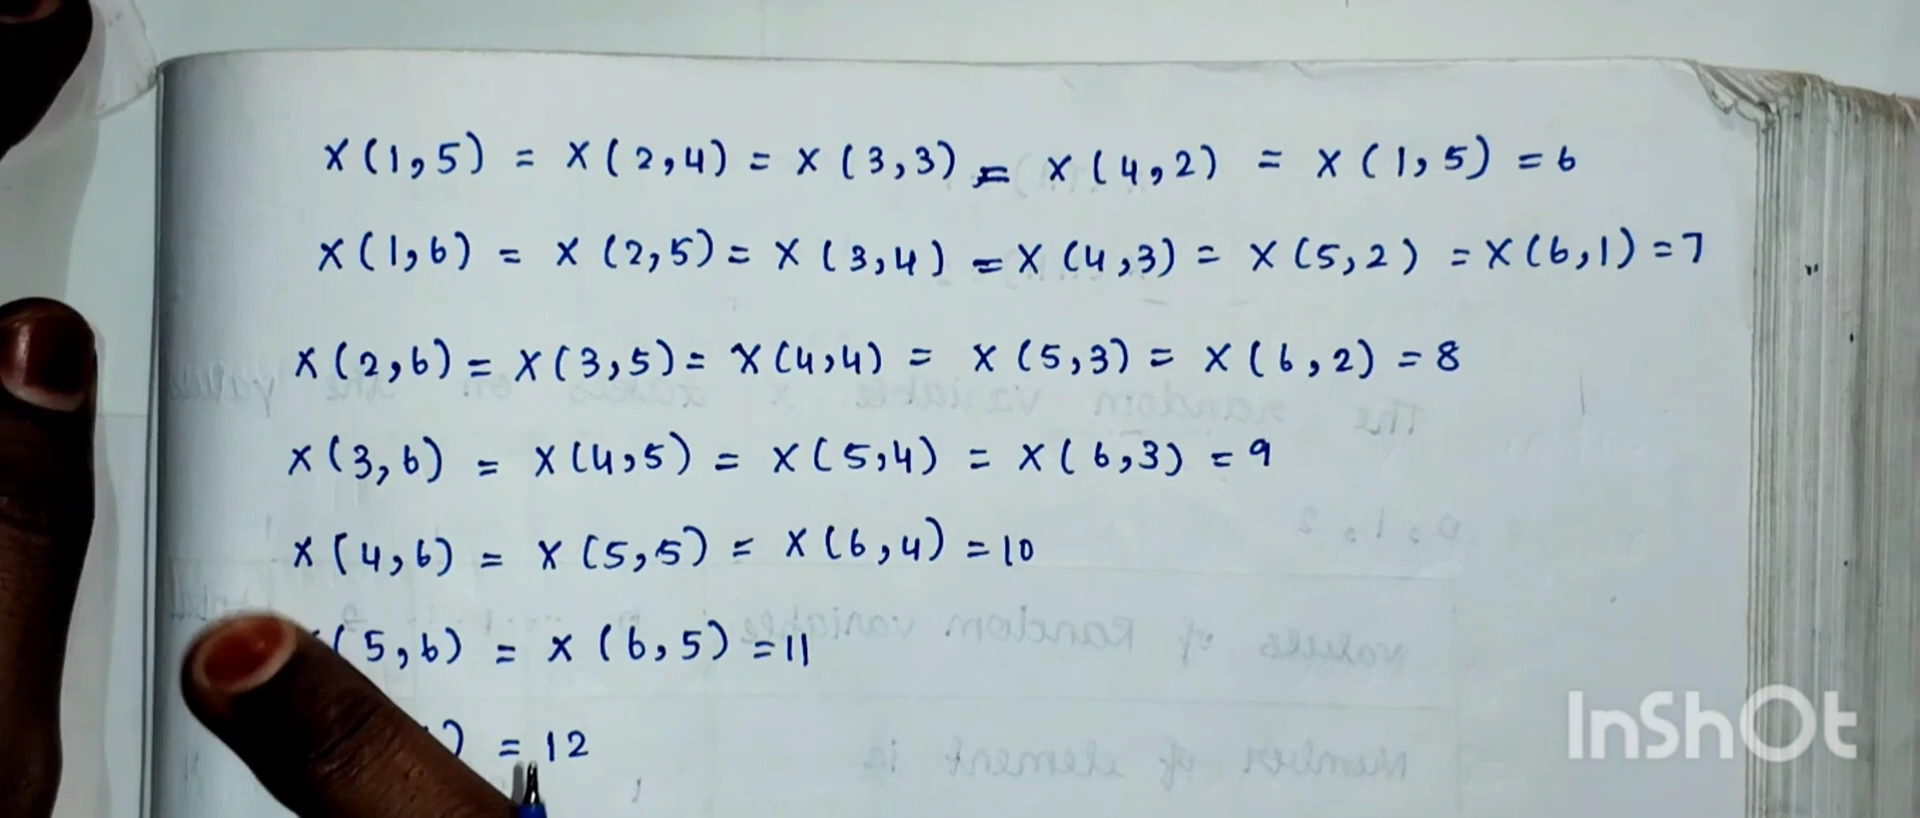 X(1,5) = X(2,4) = X(3,3) = X(4,2) = X(1,5) = 6
X(1,6) = X(2,5) = X(3,4) = X(4,3) = X(5,2) = X(6,1) = 7
X(2,6) = X(3,5) = X(4,4) = X(5,3) = X(6,2) = 8
X(3,6) = X(4,5) = X(5,4) = X(6,3) = 9
X(4,6) = X(5,5) = X(6,4) = 10
(5,6) = X(6,5) = 11
) = 12
InShOt